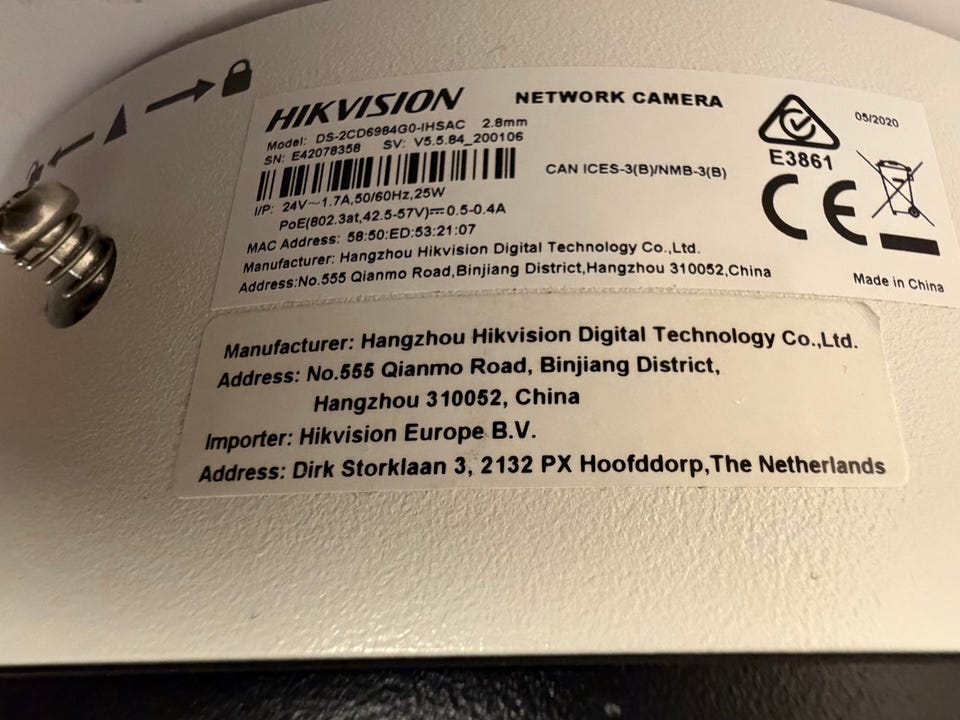 HIKVISION
NETWORK CAMERA
05/2020
Model: DS-2CD6984G0-IHSAC 2.8mm
SN: E42078358 SV: V5.5.84_200106
E3861
CAN ICES-3(B)/NMB-3(B)
I/P: 24V~1.7A,50/60Hz,25W
PoE(802.3at,42.5-57V)⎓0.5-0.4A
CE
MAC Address: 58:50:ED:53:21:07
Manufacturer: Hangzhou Hikvision Digital Technology Co.,Ltd.
Address:No.555 Qianmo Road,Binjiang District,Hangzhou 310052,China
Made in China
Manufacturer: Hangzhou Hikvision Digital Technology Co.,Ltd.
Address: No.555 Qianmo Road, Binjiang District,
Hangzhou 310052, China
Importer: Hikvision Europe B.V.
Address: Dirk Storklaan 3, 2132 PX Hoofddorp,The Netherlands